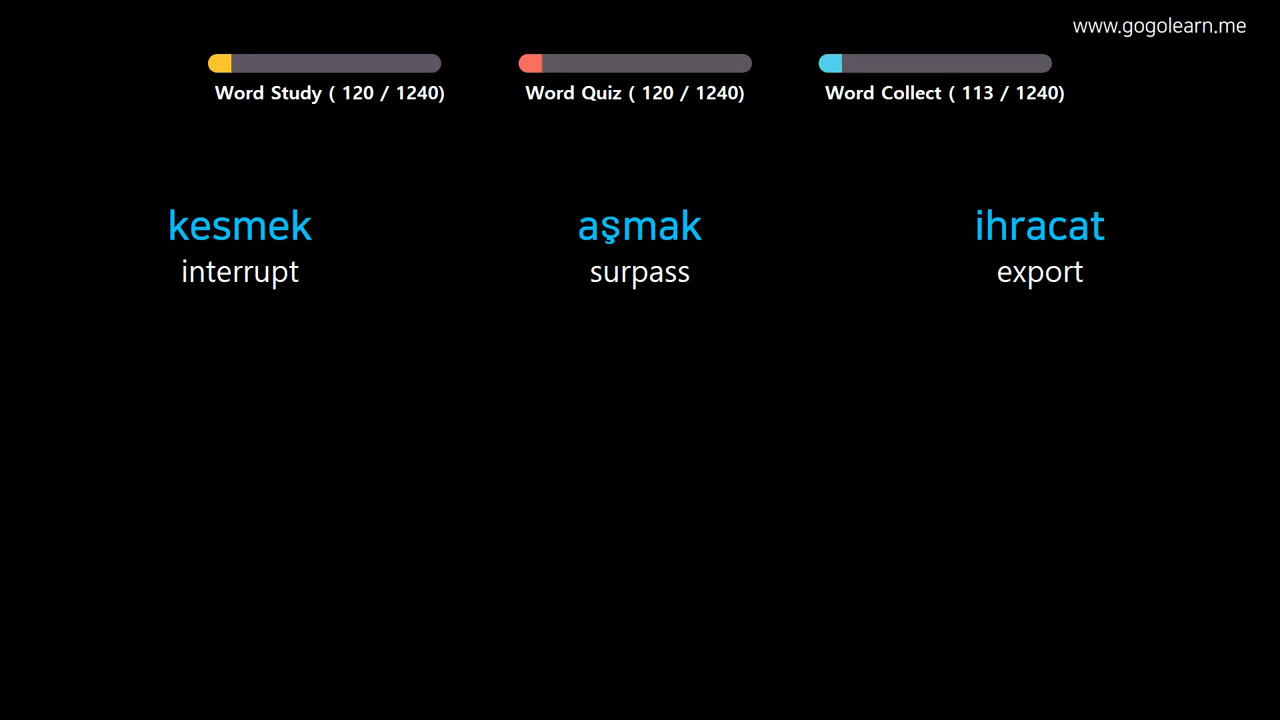 www.gogolearn.me
Word Study ( 120 / 1240)
Word Quiz ( 120 / 1240)
Word Collect ( 113 / 1240)
kesmek
interrupt
aşmak
surpass
ihracat
export